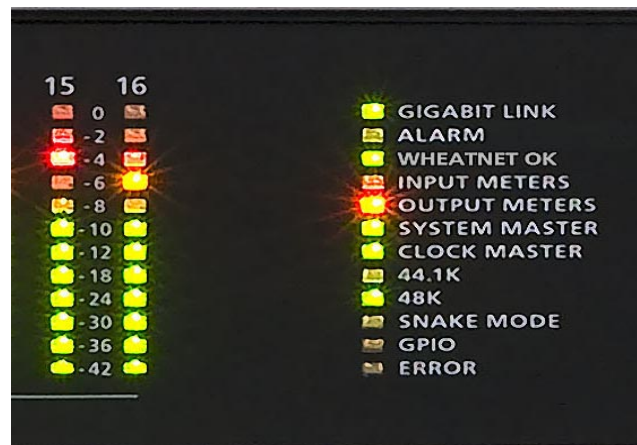 15 16
0
-2
-4
-6
-8
-10
-12
-18
-24
-30
-36
-42
GIGABIT LINK
ALARM
WHEATNET OK
INPUT METERS
OUTPUT METERS
SYSTEM MASTER
CLOCK MASTER
44.1K
48K
SNAKE MODE
GPIO
ERROR